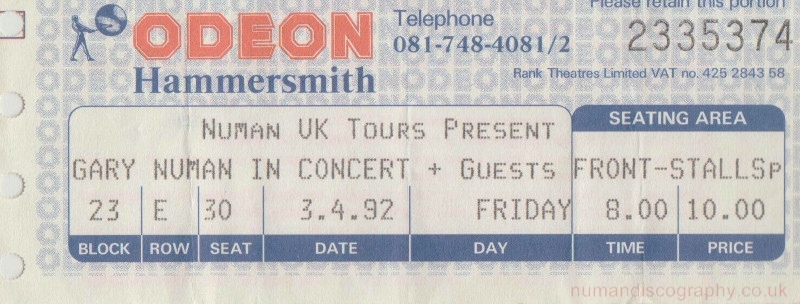 Please retain this portion
ODEON
Telephone
081-748-4081/2
2335374
Hammersmith
Rank Theatres Limited VAT no. 425 2843 58
NUMAN UK TOURS PRESENT
SEATING AREA
GARY NUMAN IN CONCERT + GUESTS
FRONT-STALLSP
23 E 30 3.4.92 FRIDAY 8.00 10.00
BLOCK ROW SEAT DATE DAY TIME PRICE
numandiscography.co.uk